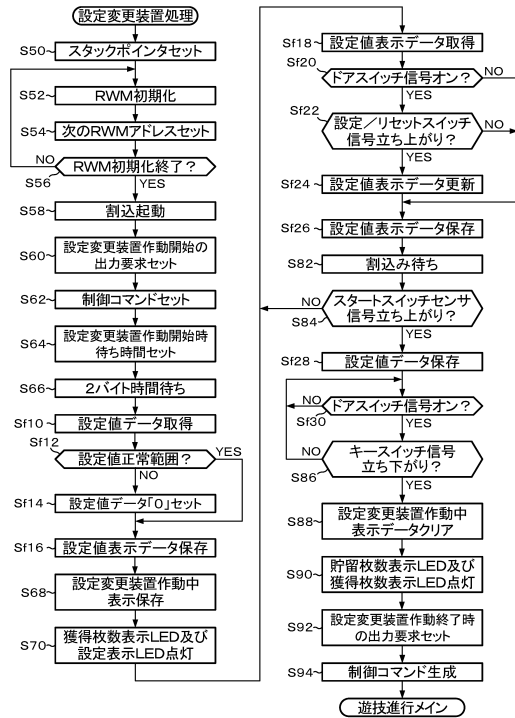 設定変更装置処理
S50 スタックポインタセット
S52 RWM初期化
S54 次のRWMアドレスセット
NO
RWM初期化終了？
S56
YES
S58 割込起動
S60 設定変更装置作動開始の
出力要求セット
S62 制御コマンドセット
S64 設定変更装置作動開始時
待ち時間セット
S66 2バイト時間待ち
Sf10 設定値データ取得
Sf12
設定値正常範囲？
YES
NO
Sf14 設定値データ「0」セット
Sf16 設定値表示データ保存
S68 設定変更装置作動中
表示保存
S70 獲得枚数表示LED及び
設定表示LED点灯
Sf18 設定値表示データ取得
Sf20
ドアスイッチ信号オン？
NO
YES
Sf22
設定／リセットスイッチ
信号立ち上がり？
NO
YES
Sf24 設定値表示データ更新
Sf26 設定値表示データ保存
S82 割込み待ち
NO
スタートスイッチセンサ
信号立ち上がり？
S84
YES
Sf28 設定値データ保存
NO
ドアスイッチ信号オン？
Sf30
YES
NO
キースイッチ信号
立ち下がり？
S86
YES
S88 設定変更装置作動中
表示データクリア
S90 貯留枚数表示LED及び
獲得枚数表示LED点灯
S92 設定変更装置作動終了時
の出力要求セット
S94 制御コマンド生成
遊技進行メイン